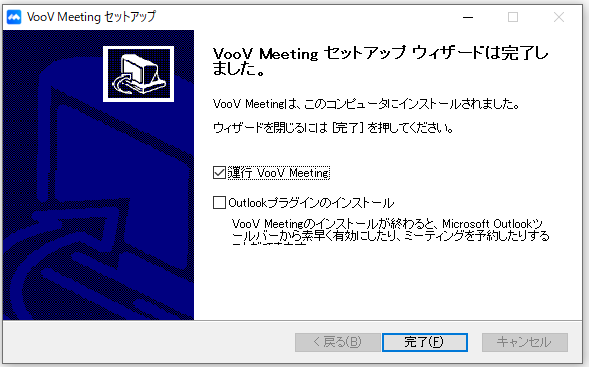 VooV Meeting セットアップ
VooV Meeting セットアップ ウィザードは完了し
ました。
VooV Meetingは、このコンピュータにインストールされました。
ウィザードを閉じるには [完了] を押してください。
運行 VooV Meeting
Outlookプラグインのインストール
VooV Meetingのインストールが終わると、Microsoft Outlookツ
ールバーから素早く有効にしたり、ミーティングを予約したりする
< 戻る(B)
完了(F)
キャンセル